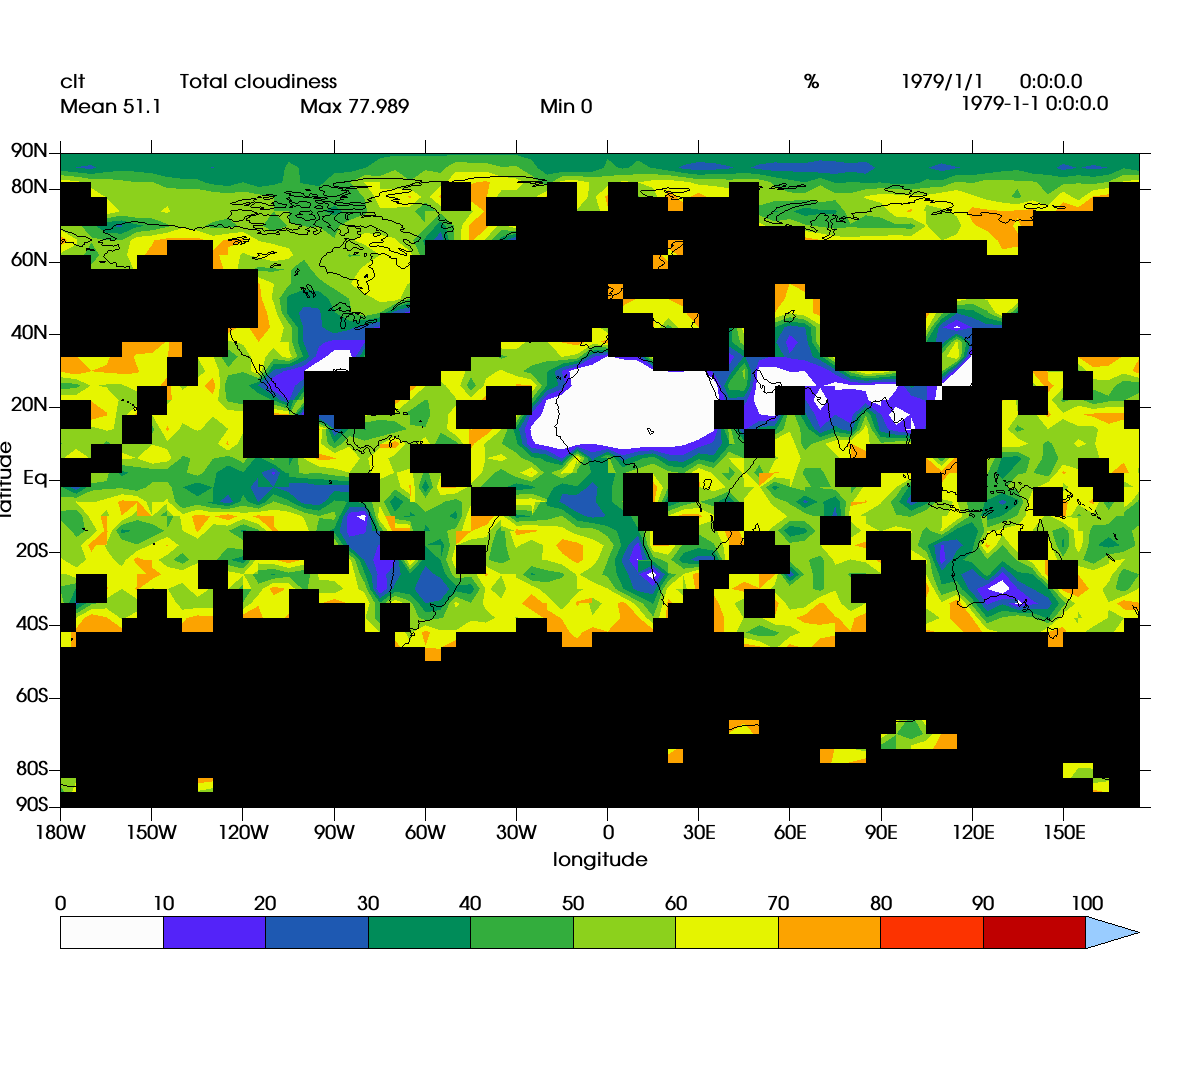 clt Total cloudiness % 1979/1/1 0:0:0.0
Mean 51.1 Max 77.989 Min 0 1979-1-1 0:0:0.0
90N
80N
60N
40N
20N
Eq
20S
40S
60S
80S
90S
latitude
180W 150W 120W 90W 60W 30W 0 30E 60E 90E 120E 150E
longitude
0 10 20 30 40 50 60 70 80 90 100